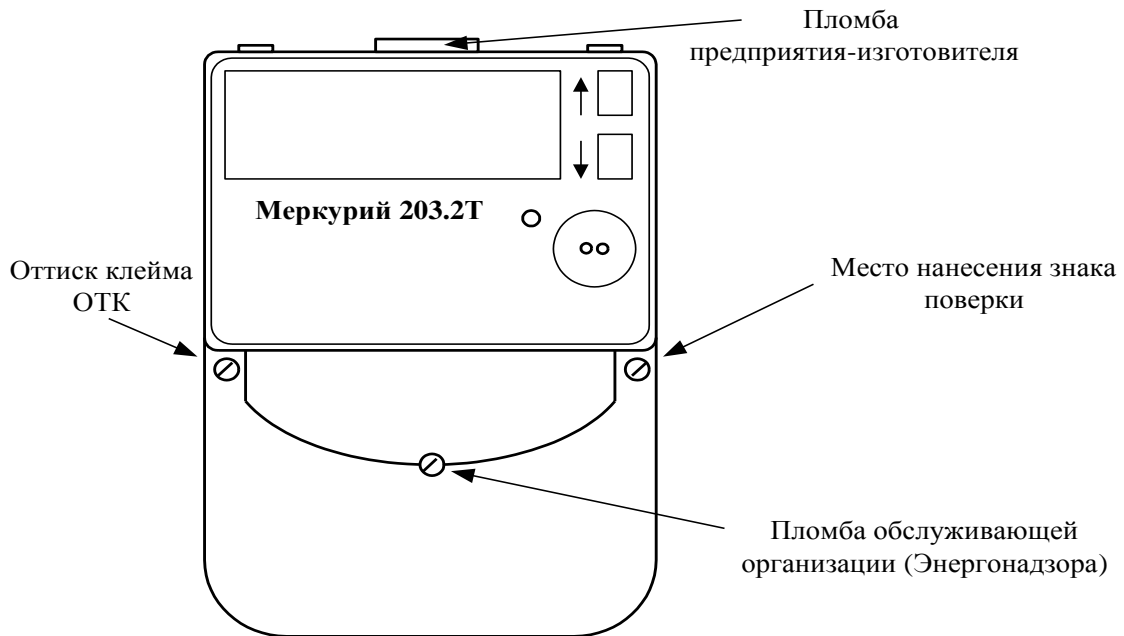 Пломба
предприятия-изготовителя
Меркурий 203.2Т
Оттиск клейма
ОТК
Место нанесения знака
поверки
Пломба обслуживающей
организации (Энергонадзора)